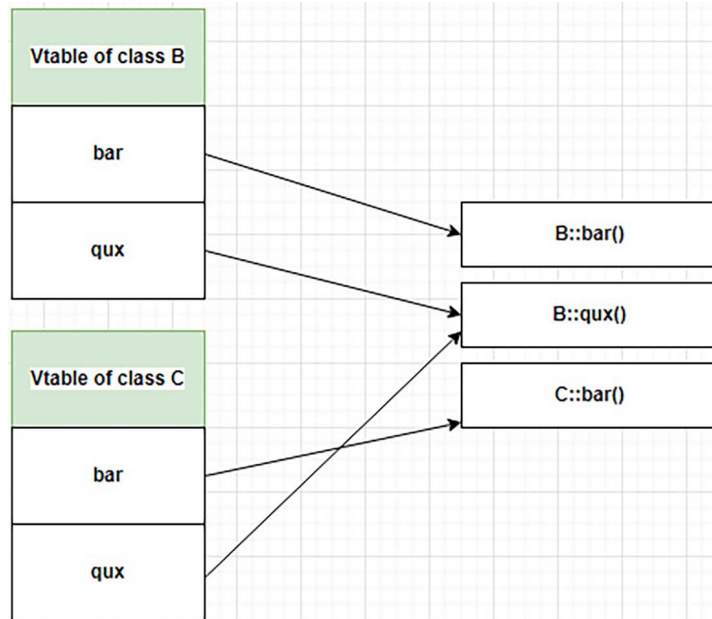 Vtable of class B
bar
qux
B::bar()
B::qux()
C::bar()
Vtable of class C
bar
qux